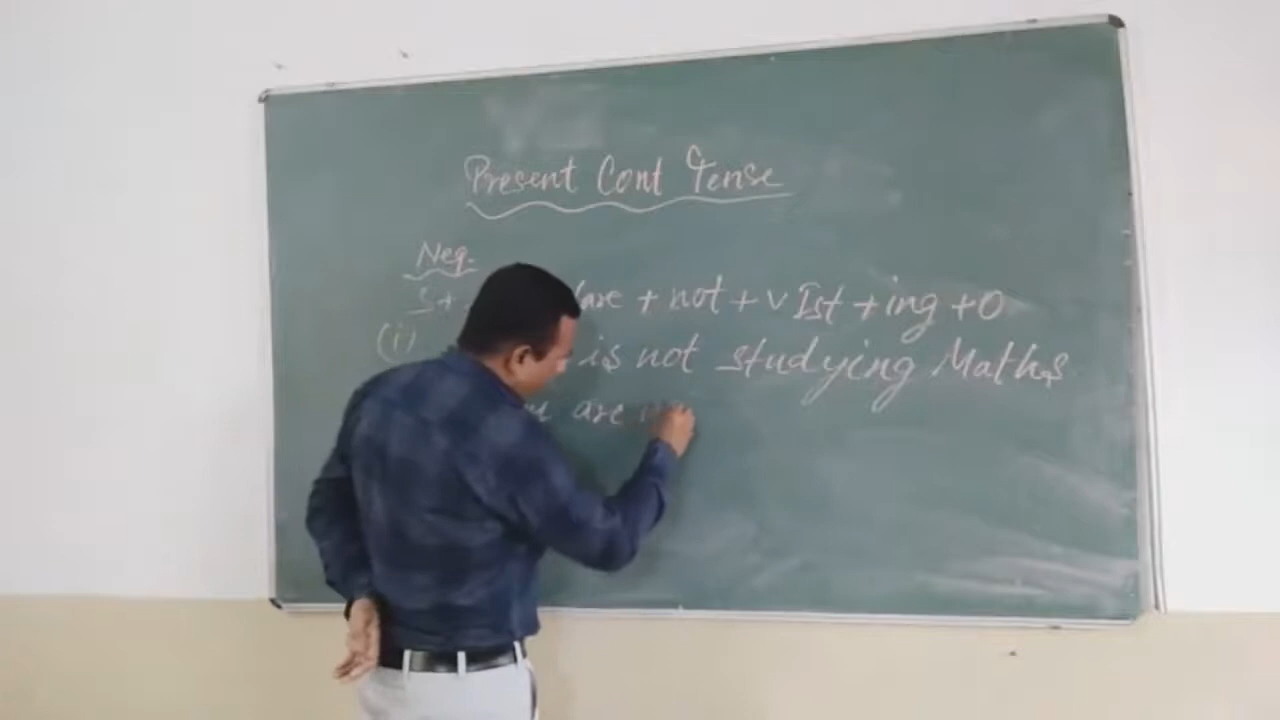 Present Cont Tense
Neg.
S+ /are + not + v Ist + ing + O
(i) is not studying Maths
are